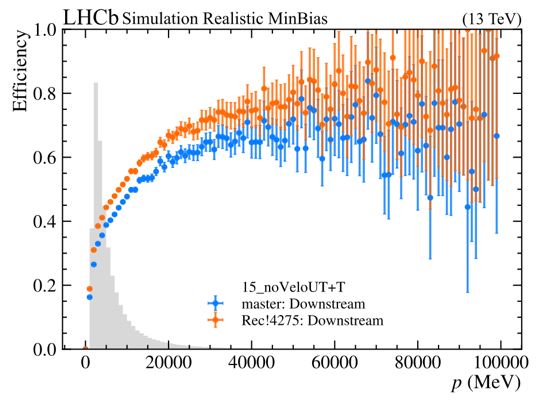 LHCb Simulation Realistic MinBias (13 TeV)
Efficiency
1.0
0.8
0.6
0.4
0.2
0.0
15_noVeloUT+T
master: Downstream
Rec!4275: Downstream
0 20000 40000 60000 80000 100000
p (MeV)